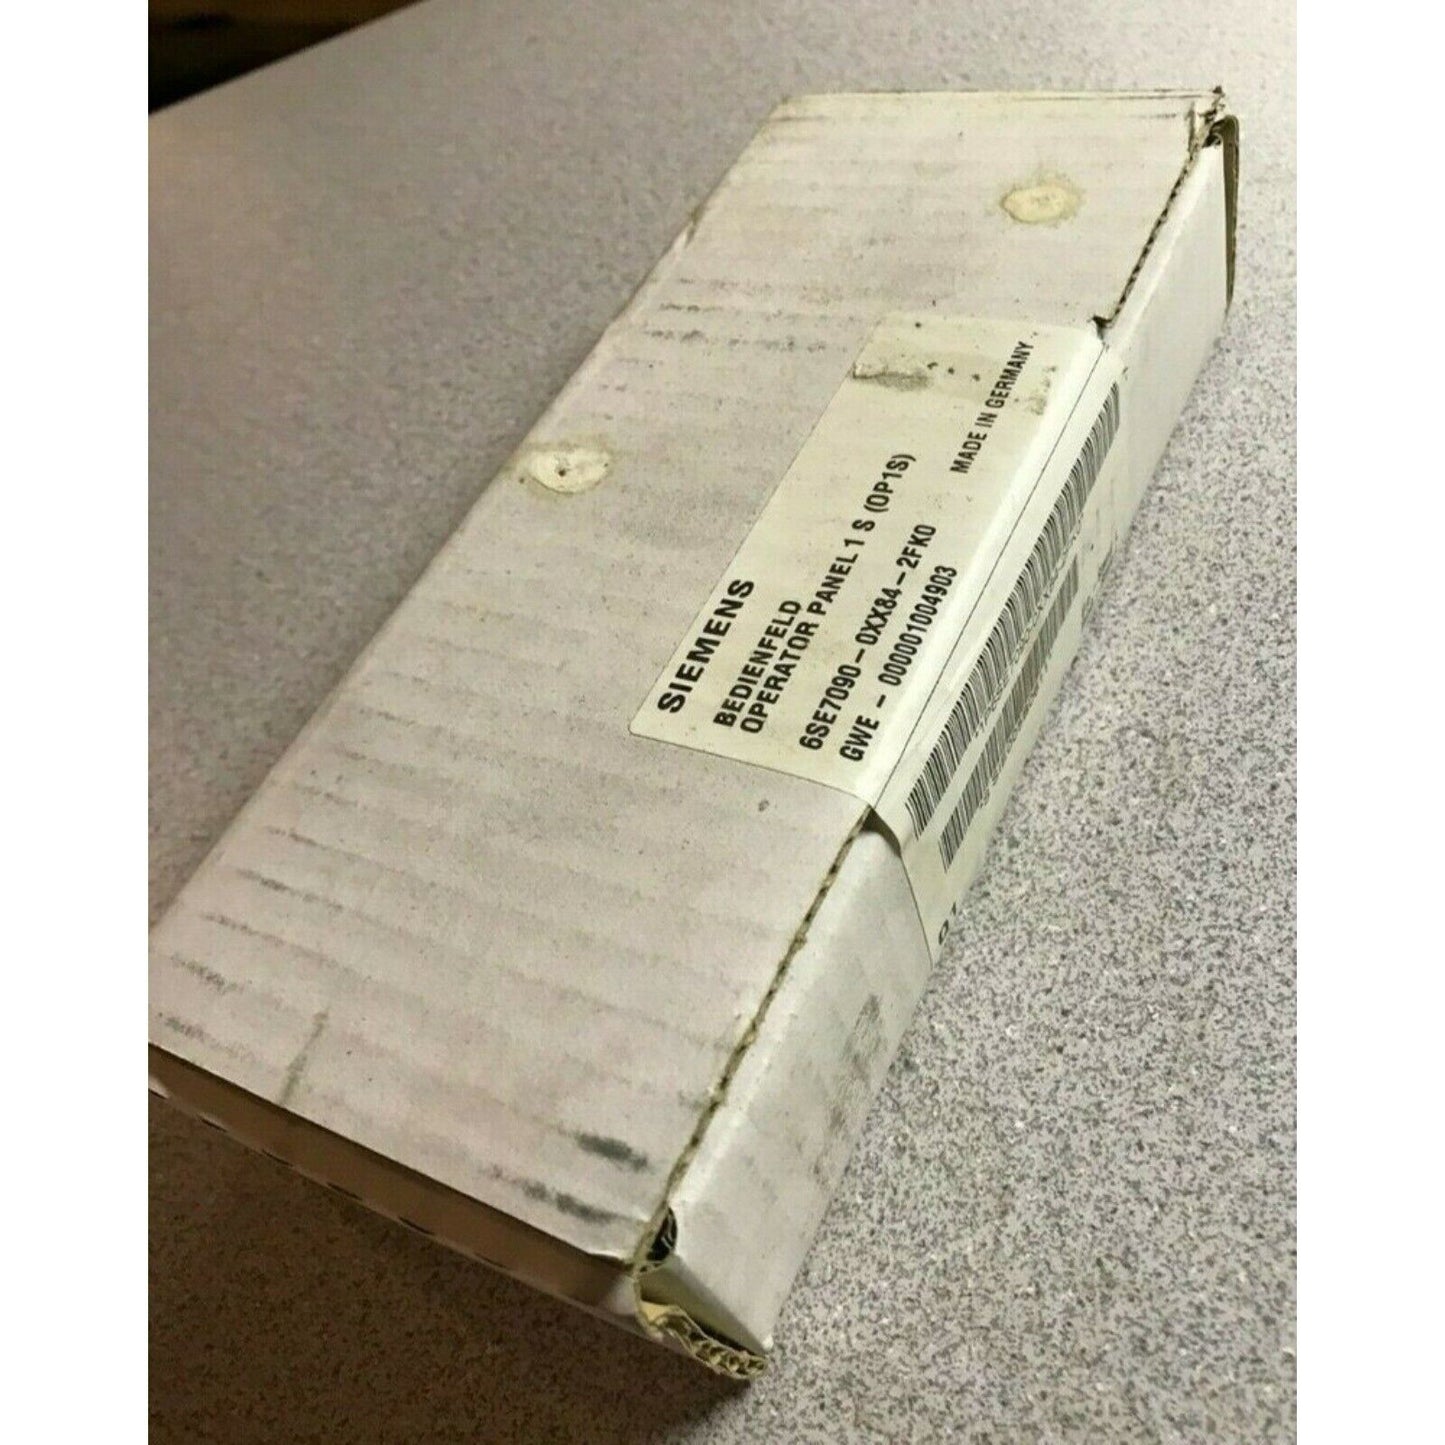 SIEMENS
BEDIENFELD
OPERATOR PANEL 1 S (OP1S)
6SE7090-0XX84-2FK0
GWE - 000001004903
MADE IN GERMANY